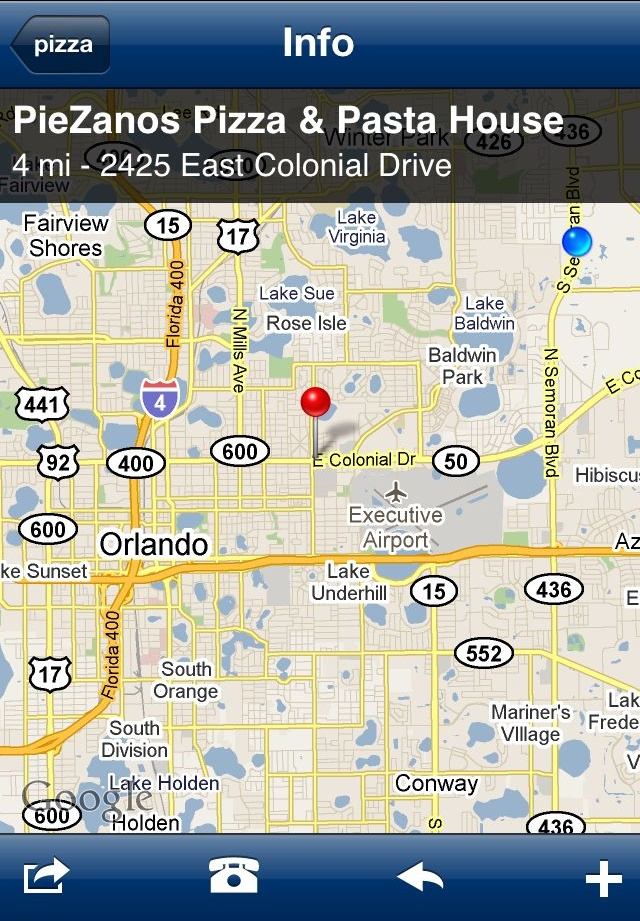 pizza
Info
PieZanos Pizza & Pasta House
4 mi - 2425 East Colonial Drive
Winter Park
426
436
Fairview
Fairview
Shores
15
17
Lake
Virginia
S Semoran Blvd
Florida 400
Lake Sue
Rose Isle
N Mills Ave
Lake
Baldwin
Baldwin
Park
N Semoran Blvd
441
4
92
400
600
E Colonial Dr
50
E Co
Hibiscus
Executive
Airport
600
Orlando
Az
ke Sunset
Lake
Underhill
15
436
E
Florida 400
552
17
South
Orange
South
Division
Mariner's
Village
Lak
Frede
V
Lake Holden
Conway
Google
600
Holden
S
436